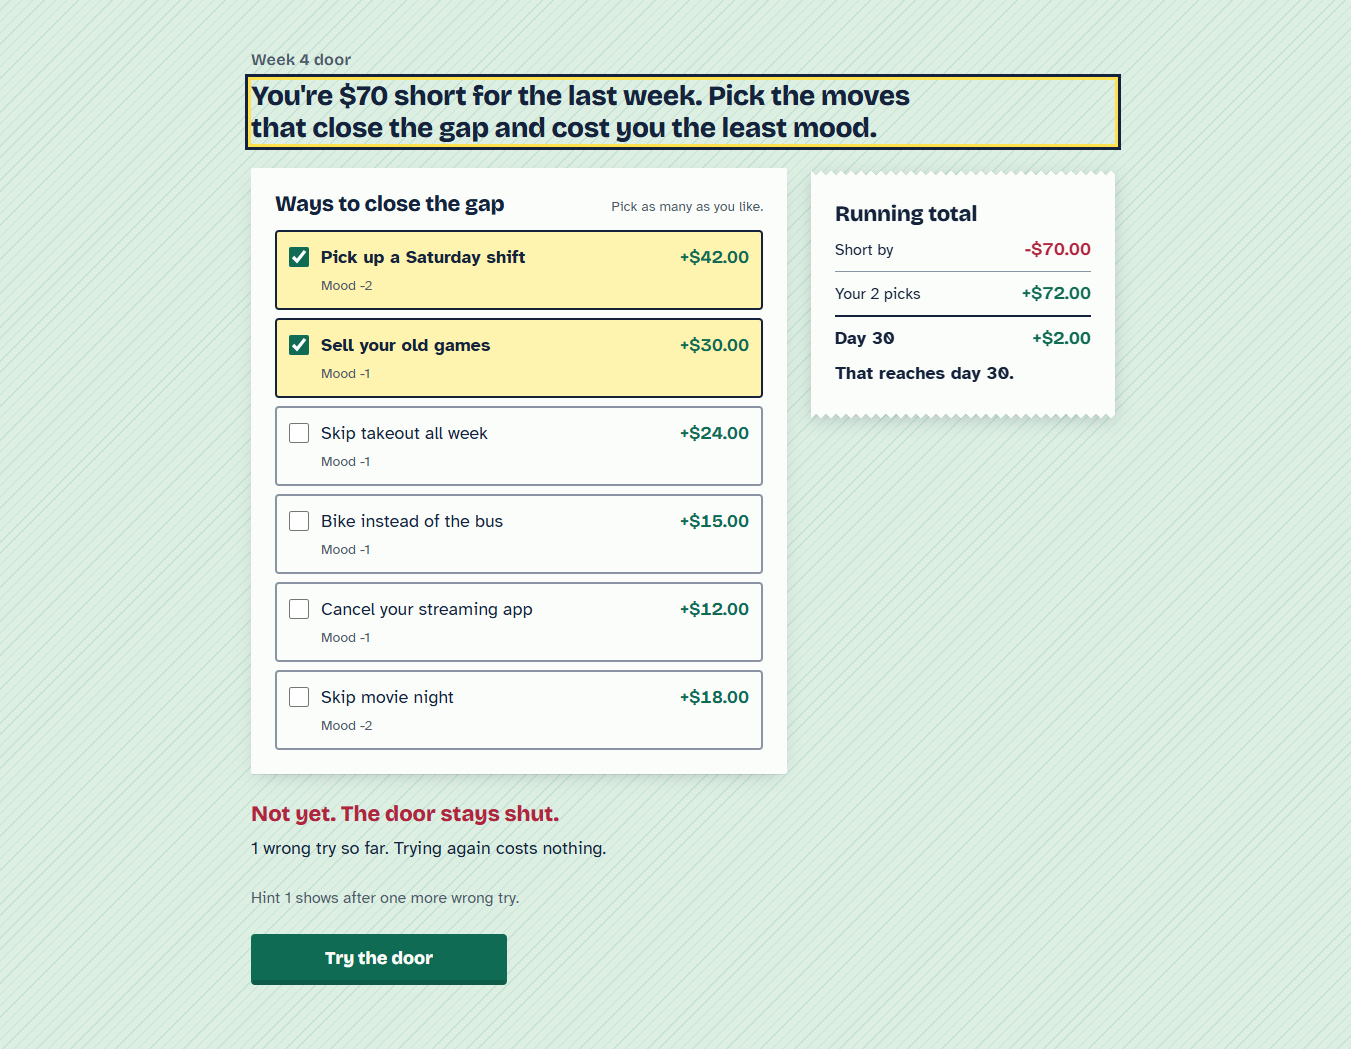 Week 4 door
You're $70 short for the last week. Pick the moves
that close the gap and cost you the least mood.
Ways to close the gap
Pick as many as you like.
Pick up a Saturday shift +$42.00
Mood -2
Sell your old games +$30.00
Mood -1
Skip takeout all week +$24.00
Mood -1
Bike instead of the bus +$15.00
Mood -1
Cancel your streaming app +$12.00
Mood -1
Skip movie night +$18.00
Mood -2
Running total
Short by -$70.00
Your 2 picks +$72.00
Day 30 +$2.00
That reaches day 30.
Not yet. The door stays shut.
1 wrong try so far. Trying again costs nothing.
Hint 1 shows after one more wrong try.
Try the door